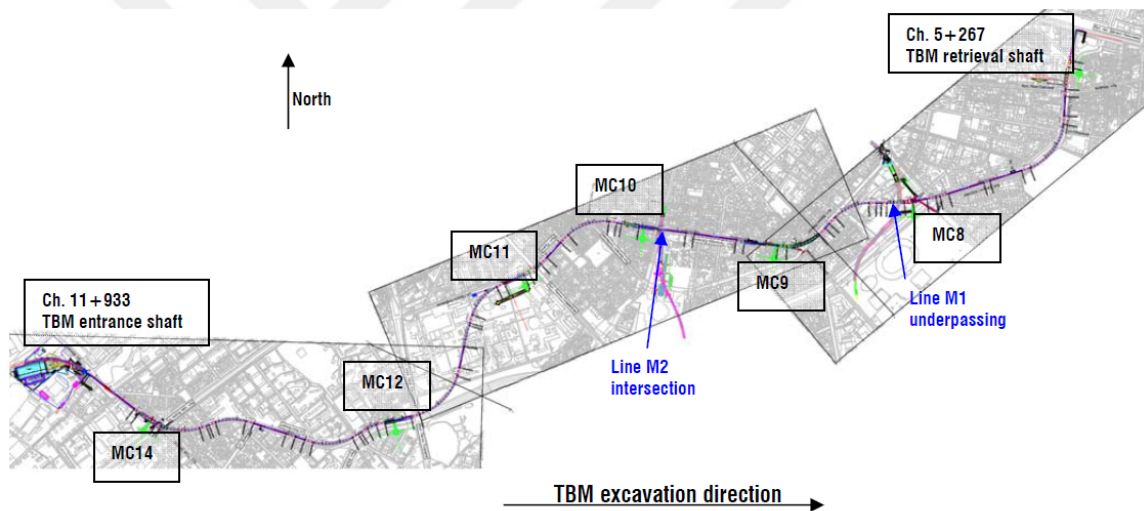 Ch. 5+267
TBM retrieval shaft
North
MC10
MC11
MC8
MC9
Ch. 11+933
TBM entrance shaft
Line M1
underpassing
Line M2
intersection
MC12
MC14
TBM excavation direction